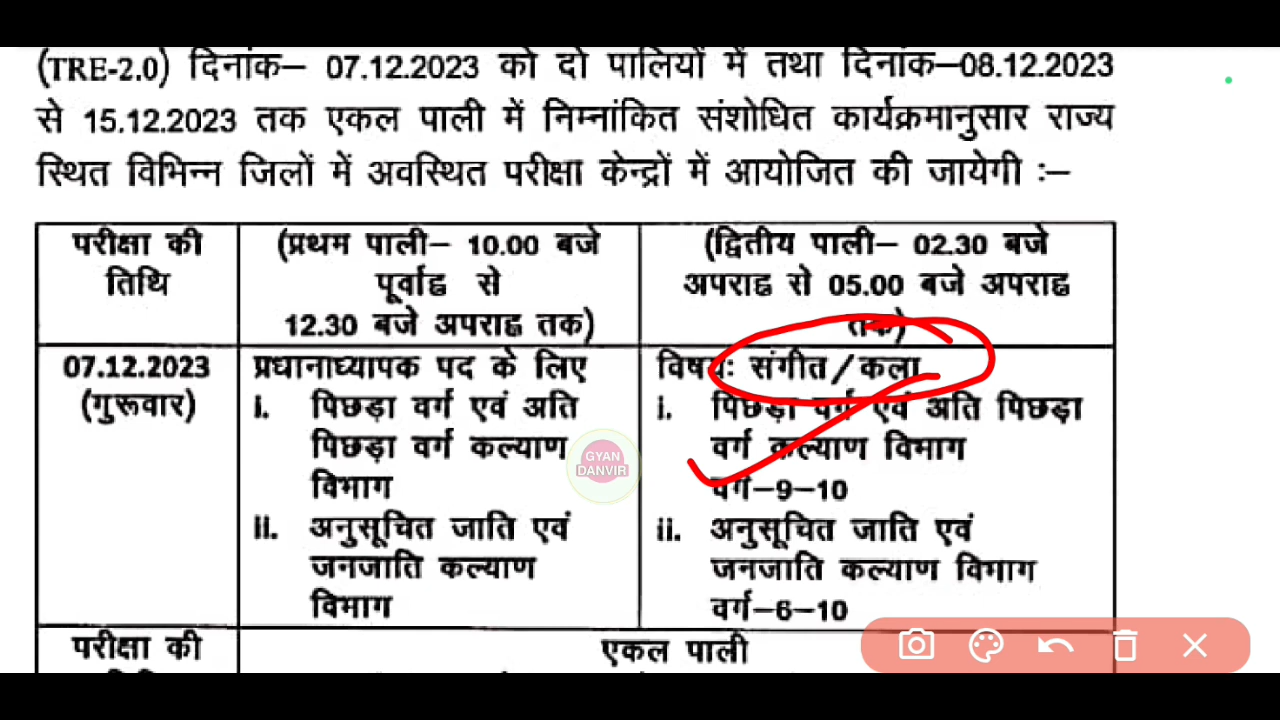 (TRE-2.0) दिनांक– 07.12.2023 को दो पालियों में तथा दिनांक–08.12.2023
से 15.12.2023 तक एकल पाली में निम्नांकित संशोधित कार्यक्रमानुसार राज्य
स्थित विभिन्न जिलों में अवस्थित परीक्षा केन्द्रों में आयोजित की जायेगी :–
परीक्षा की
तिथि
(प्रथम पाली– 10.00 बजे
पूर्वाह्न से
12.30 बजे अपराह्न तक)
(द्वितीय पाली– 02.30 बजे
अपराह्न से 05.00 बजे अपराह्न
तक)
07.12.2023
(गुरूवार)
प्रधानाध्यापक पद के लिए
i. पिछड़ा वर्ग एवं अति
पिछड़ा वर्ग कल्याण
विभाग
ii. अनुसूचित जाति एवं
जनजाति कल्याण
विभाग
विषयः संगीत/कला
i. पिछड़ा वर्ग एवं अति पिछड़ा
वर्ग कल्याण विभाग
वर्ग–9–10
ii. अनुसूचित जाति एवं
जनजाति कल्याण विभाग
वर्ग–6–10
GYAN
DANVIR
परीक्षा की
एकल पाली